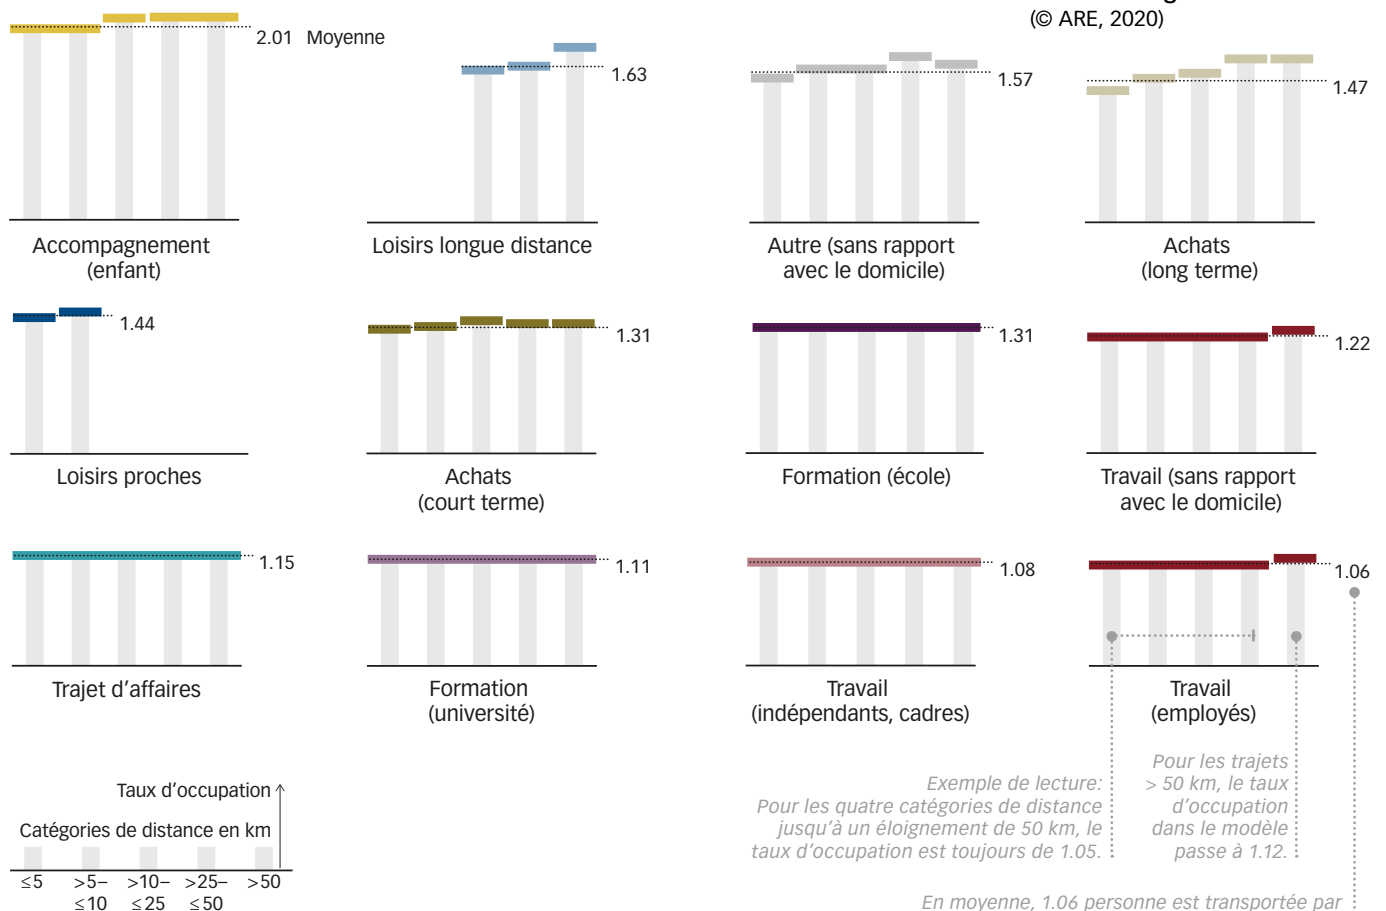 (© ARE, 2020)
2.01 Moyenne
1.63
1.57
1.47
Accompagnement
(enfant)
Loisirs longue distance
Autre (sans rapport
avec le domicile)
Achats
(long terme)
1.44
1.31
1.31
1.22
Loisirs proches
Achats
(court terme)
Formation (école)
Travail (sans rapport
avec le domicile)
1.15
1.11
1.08
1.06
Trajet d'affaires
Formation
(université)
Travail
(indépendants, cadres)
Travail
(employés)
Taux d'occupation
Catégories de distance en km
≤5
>5–
≤10
>10–
≤25
>25–
≤50
>50
Exemple de lecture:
Pour les quatre catégories de distance
jusqu'à un éloignement de 50 km, le
taux d'occupation est toujours de 1.05.
Pour les trajets
> 50 km, le taux
d'occupation
dans le modèle
passe à 1.12.
En moyenne, 1.06 personne est transportée par